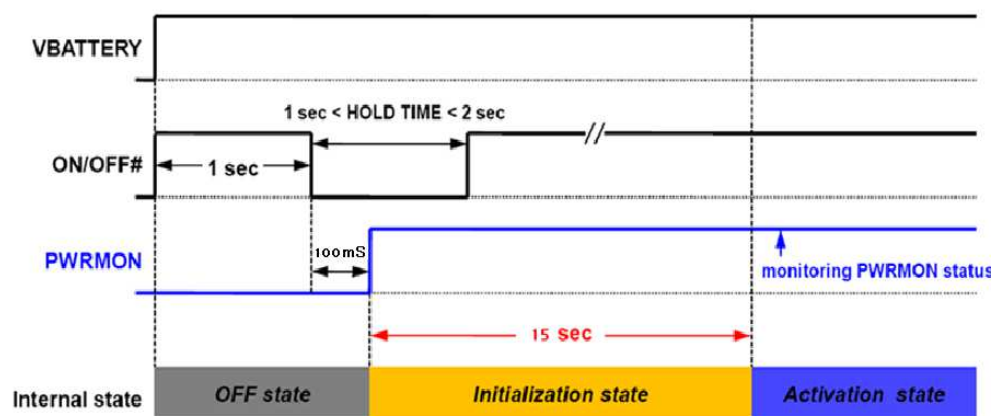 VBATTERY
1 sec < HOLD TIME < 2 sec
//
ON/OFF#
1 sec
100mS
PWRMON
monitoring PWRMON status
15 sec
Internal state
OFF state
Initialization state
Activation state